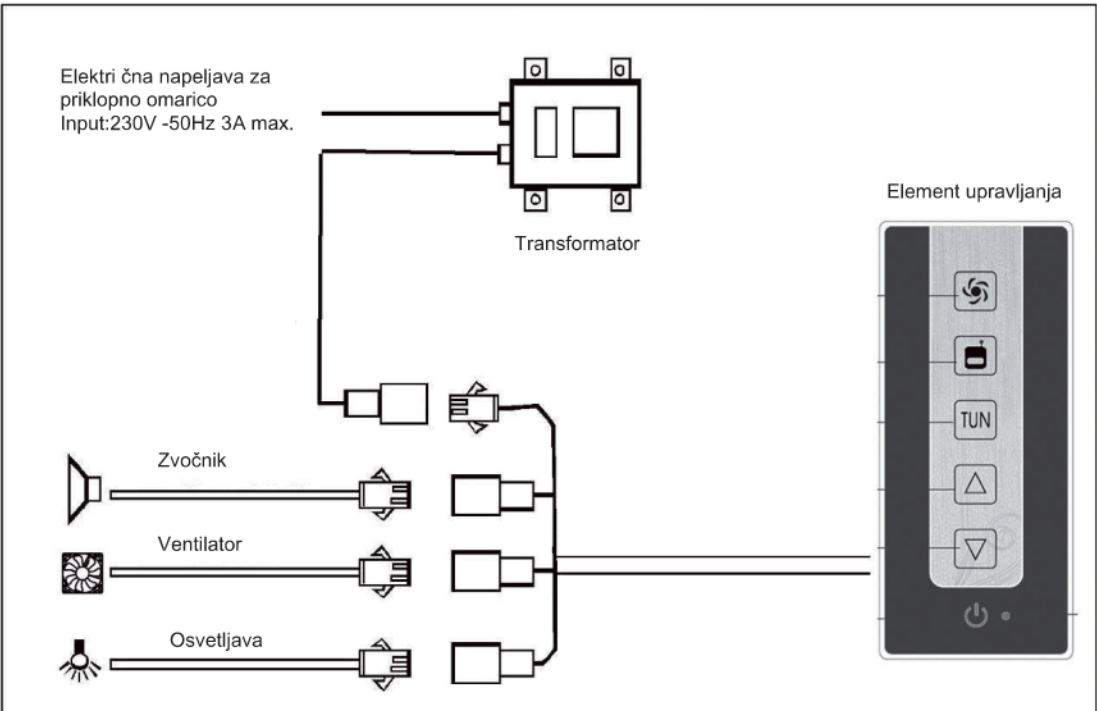 Elektri čna napeljava za
priklopno omarico
Input:230V -50Hz 3A max.
Transformator
Element upravljanja
TUN
Zvočnik
Ventilator
Osvetljava